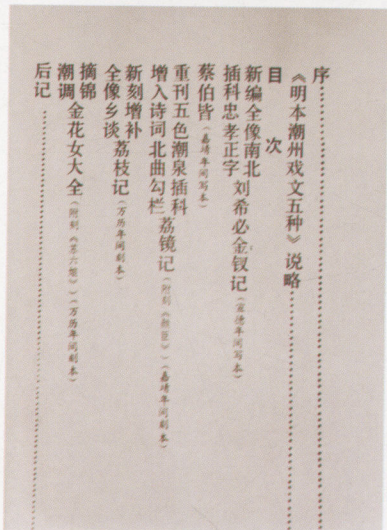 序
《明本潮州戏文五种》说略
目次
新编全像南北
插科忠孝正字
刘希必金钗记(宣德年间写本)
蔡伯皆(嘉靖年间写本)
重刊五色潮泉插科
增入诗词北曲勾栏
荔镜记(附刻《颜臣》)(嘉靖年间刻本)
新刻增补
全像乡谈
荔枝记(万历年间刻本)
摘锦
潮调
金花女大全(附刻《苏六娘》)(万历年间刻本)
后记